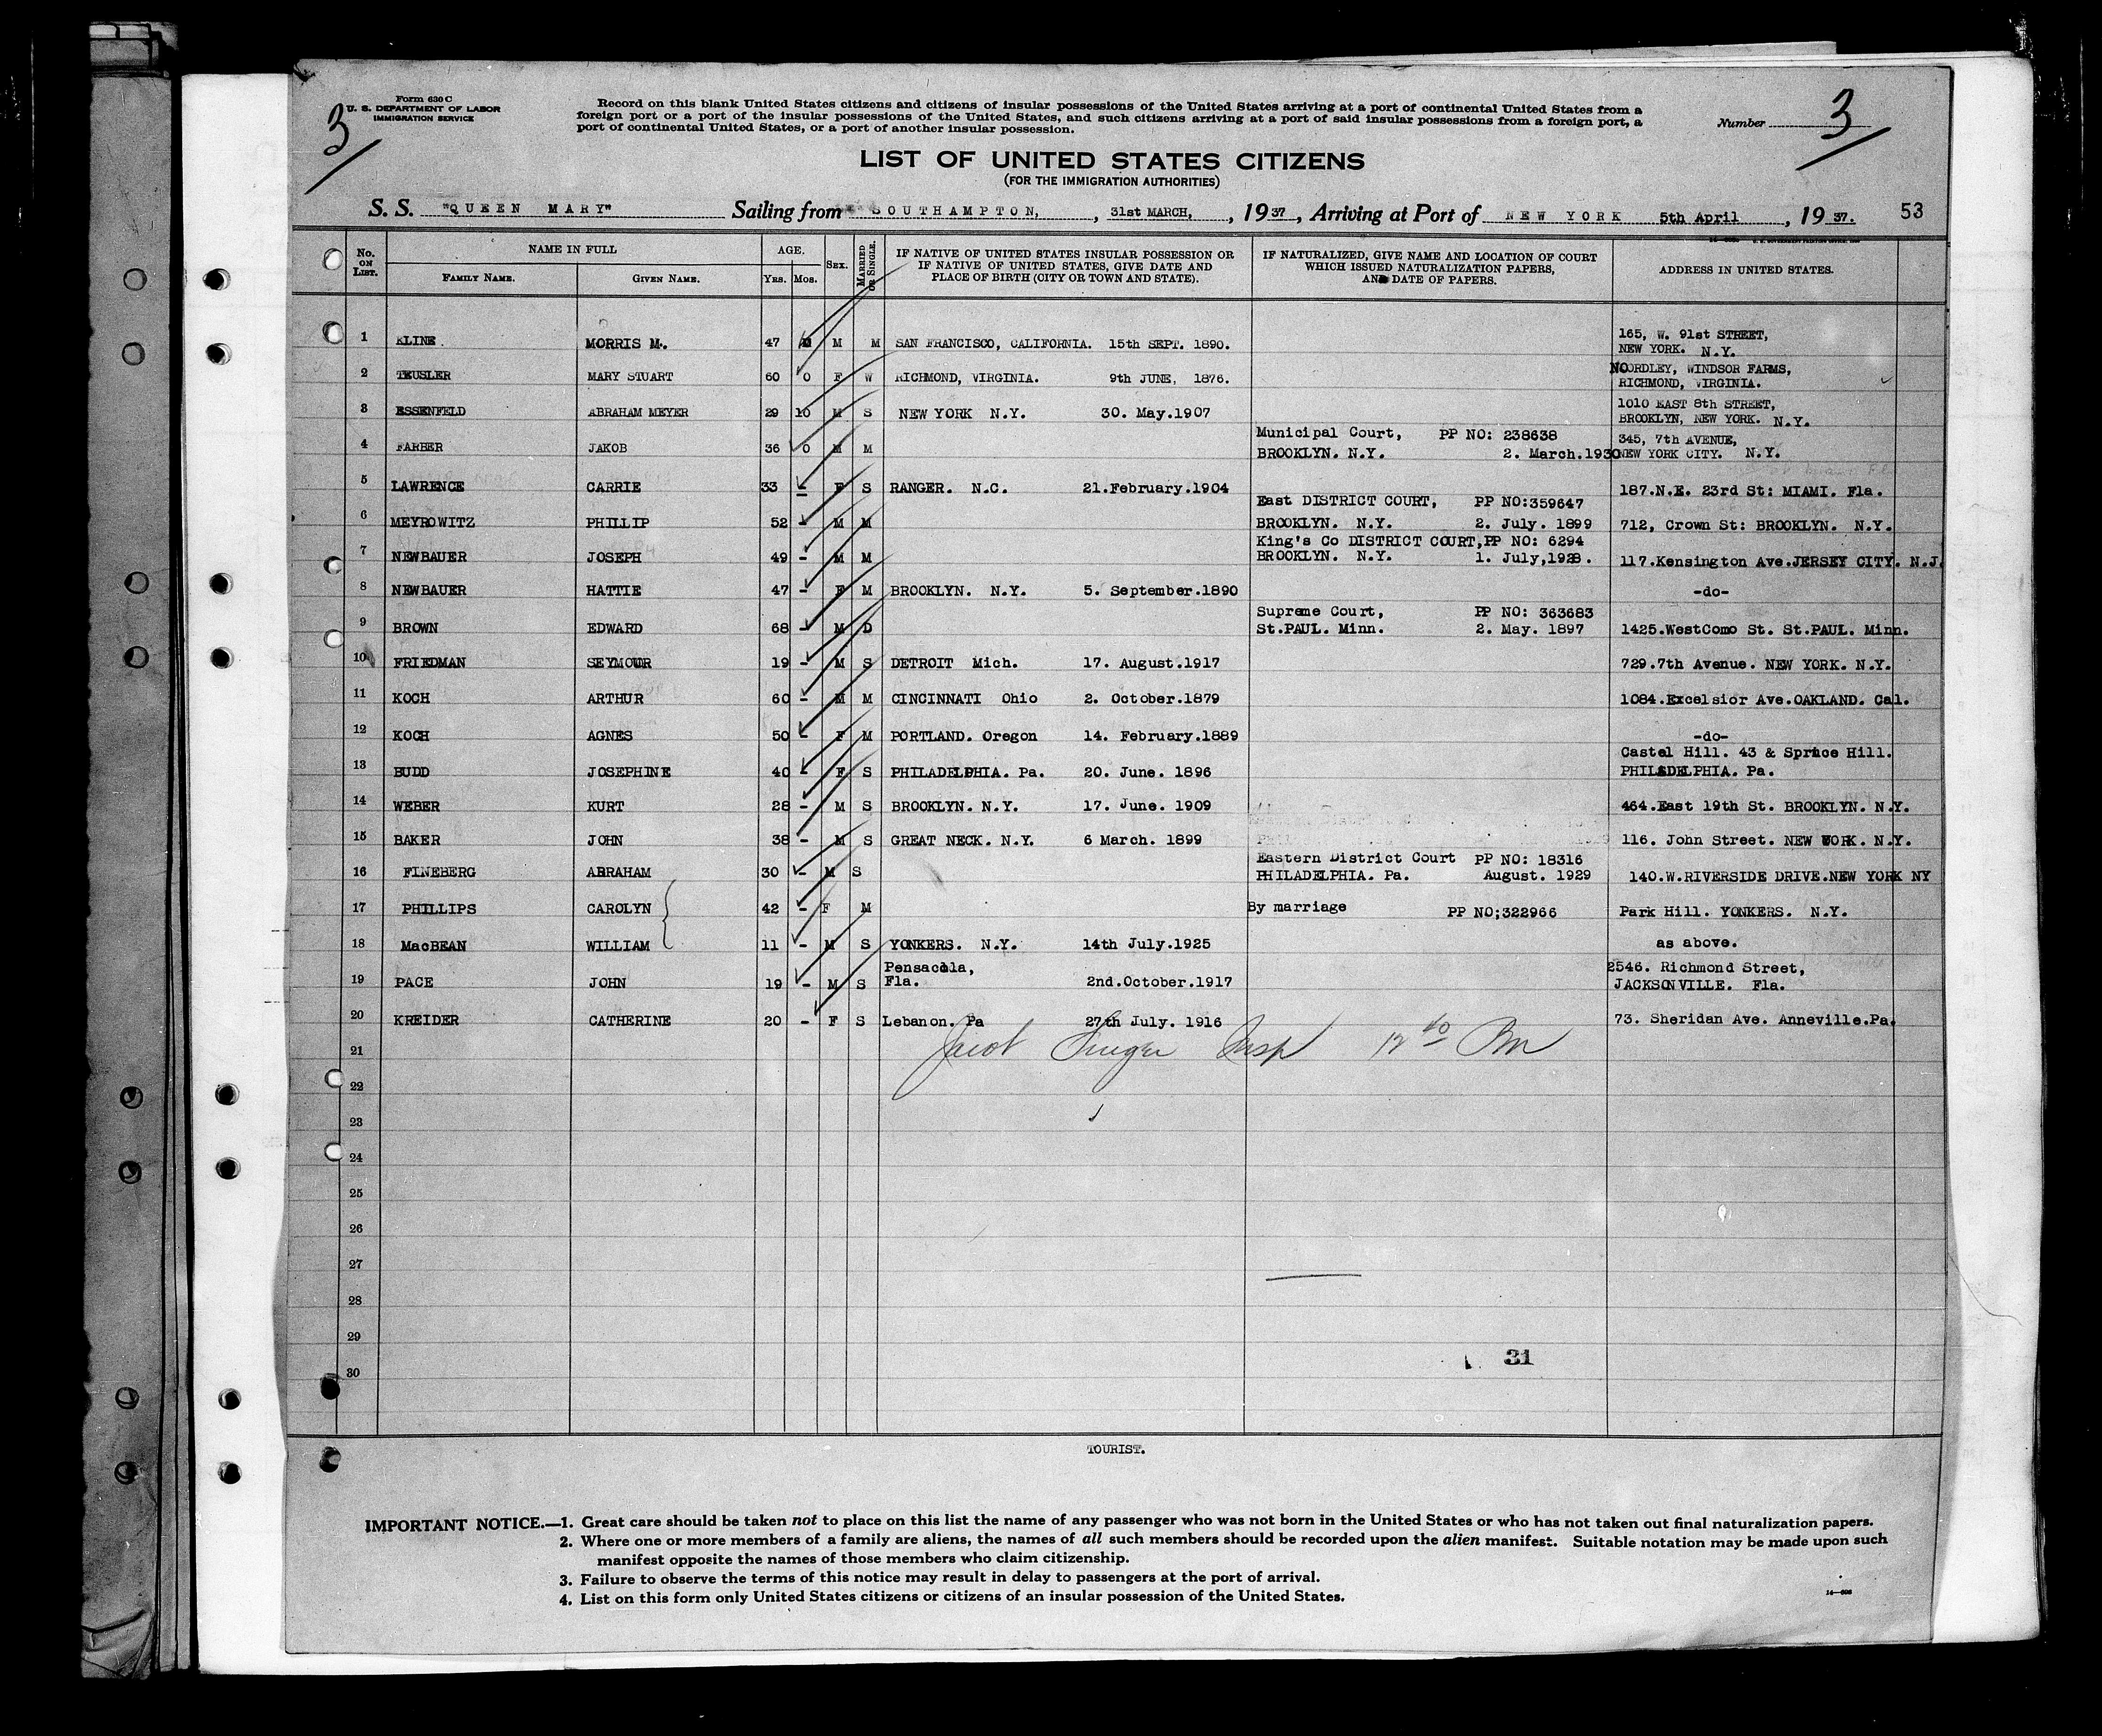 Form 630 C
U. S. DEPARTMENT OF LABOR
IMMIGRATION SERVICE
3
Record on this blank United States citizens and citizens of insular possessions of the United States arriving at a port of continental United States from a
foreign port or a port of the insular possessions of the United States, and such citizens arriving at a port of said insular possessions from a foreign port, a
port of continental United States, or a port of another insular possession.
Number 3
LIST OF UNITED STATES CITIZENS
(FOR THE IMMIGRATION AUTHORITIES)
S. S. "QUEEN MARY" Sailing from SOUTHAMPTON, , 31st MARCH, , 1937, Arriving at Port of NEW YORK 5th April , 1937. 53
No. ON LIST. NAME IN FULL AGE. SEX. MARRIED OR SINGLE. IF NATIVE OF UNITED STATES INSULAR POSSESSION OR IF NATIVE OF UNITED STATES, GIVE DATE AND PLACE OF BIRTH (CITY OR TOWN AND STATE). IF NATURALIZED, GIVE NAME AND LOCATION OF COURT WHICH ISSUED NATURALIZATION PAPERS, AND DATE OF PAPERS. ADDRESS IN UNITED STATES.
FAMILY NAME. GIVEN NAME. YRS. MOS.
165, W. 91st STREET,
1 KLINE MORRIS M. 47 M M SAN FRANCISCO, CALIFORNIA. 15th SEPT. 1890. NEW YORK. N.Y.
NOORDLEY, WINDSOR FARMS,
2 TEUSLER MARY STUART 60 0 F W RICHMOND, VIRGINIA. 9th JUNE, 1876. RICHMOND, VIRGINIA.
1010 EAST 8th STREET,
3 ESSENFELD ABRAHAM MEYER 29 10 M S NEW YORK N.Y. 30. May.1907 BROOKLYN, NEW YORK. N.Y.
Municipal Court, PP NO: 238638 345, 7th AVENUE,
4 FARBER JAKOB 36 0 M M BROOKLYN. N.Y. 2. March.1930 NEW YORK CITY. N.Y.
5 LAWRENCE CARRIE 33 - F S RANGER. N.C. 21.February.1904 187.N.E. 23rd St: MIAMI. Fla.
East DISTRICT COURT, PP NO:359647
6 MEYROWITZ PHILLIP 52 - M M BROOKLYN. N.Y. 2. July. 1899 712, Crown St: BROOKLYN. N.Y.
King's Co DISTRICT COURT,PP NO: 6294
7 NEWBAUER JOSEPH 49 - M M BROOKLYN. N.Y. 1. July,1928. 117.Kensington Ave.JERSEY CITY. N.J.
8 NEWBAUER HATTIE 47 - F M BROOKLYN. N.Y. 5. September.1890 -do-
Supreme Court, PP NO: 363683
9 BROWN EDWARD 68 - M D St.PAUL. Minn. 2. May. 1897 1425.WestComo St. St.PAUL. Minn.
10 FRIEDMAN SEYMOUR 19 - M S DETROIT Mich. 17. August.1917 729.7th Avenue. NEW YORK. N.Y.
11 KOCH ARTHUR 60 - M M CINCINNATI Ohio 2. October.1879 1084.Excelsior Ave.OAKLAND. Cal.
12 KOCH AGNES 50 - F M PORTLAND. Oregon 14. February.1889 -do-
Castel Hill. 43 & Spruce Hill.
13 BUDD JOSEPHINE 40 - F S PHILADELPHIA. Pa. 20. June. 1896 PHILADELPHIA. Pa.
14 WEBER KURT 28 - M S BROOKLYN. N.Y. 17. June. 1909 464.East 19th St. BROOKLYN. N.Y.
15 BAKER JOHN 38 - M S GREAT NECK. N.Y. 6 March. 1899 116. John Street. NEW YORK. N.Y.
Eastern District Court PP NO: 18316
16 FINEBERG ABRAHAM 30 - M S PHILADELPHIA. Pa. August. 1929 140.W.RIVERSIDE DRIVE.NEW YORK NY
17 PHILLIPS CAROLYN 42 - F M By marriage PP NO;322966 Park Hill. YONKERS. N.Y.
18 MacBEAN WILLIAM 11 - M S YONKERS. N.Y. 14th July.1925 as above.
Pensacola, 2546. Richmond Street,
19 PACE JOHN 19 - M S Fla. 2nd.October.1917 JACKSONVILLE. Fla.
20 KREIDER CATHERINE 20 - F S Lebanon. Pa 27th July. 1916 73. Sheridan Ave. Anneville.Pa.
21 Jacob Insp 12 40 Pm
22
23
24
25
26
27
28
29
31
30
TOURIST.
IMPORTANT NOTICE.—1. Great care should be taken not to place on this list the name of any passenger who was not born in the United States or who has not taken out final naturalization papers.
2. Where one or more members of a family are aliens, the names of all such members should be recorded upon the alien manifest. Suitable notation may be made upon such
manifest opposite the names of those members who claim citizenship.
3. Failure to observe the terms of this notice may result in delay to passengers at the port of arrival.
4. List on this form only United States citizens or citizens of an insular possession of the United States.